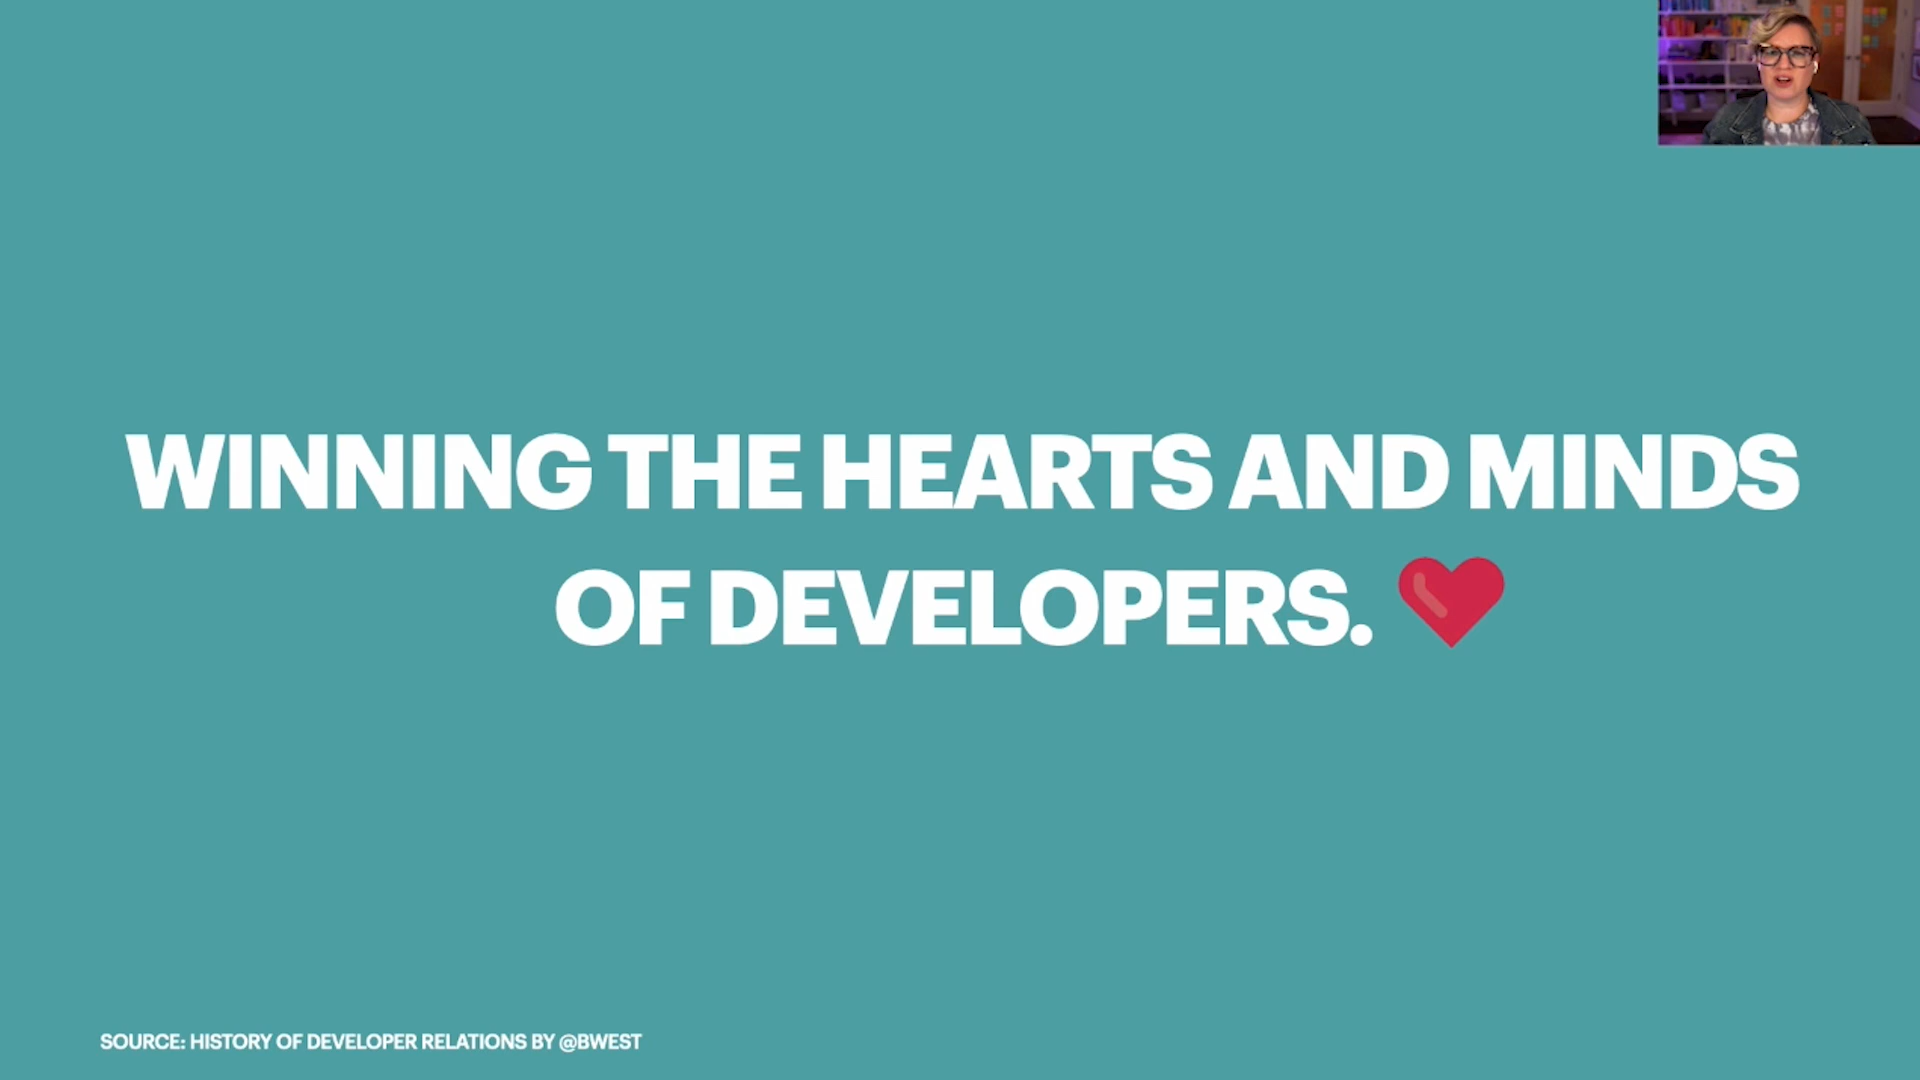 WINNING THE HEARTS AND MINDS
OF DEVELOPERS. ❤️
SOURCE: HISTORY OF DEVELOPER RELATIONS BY @BWEST